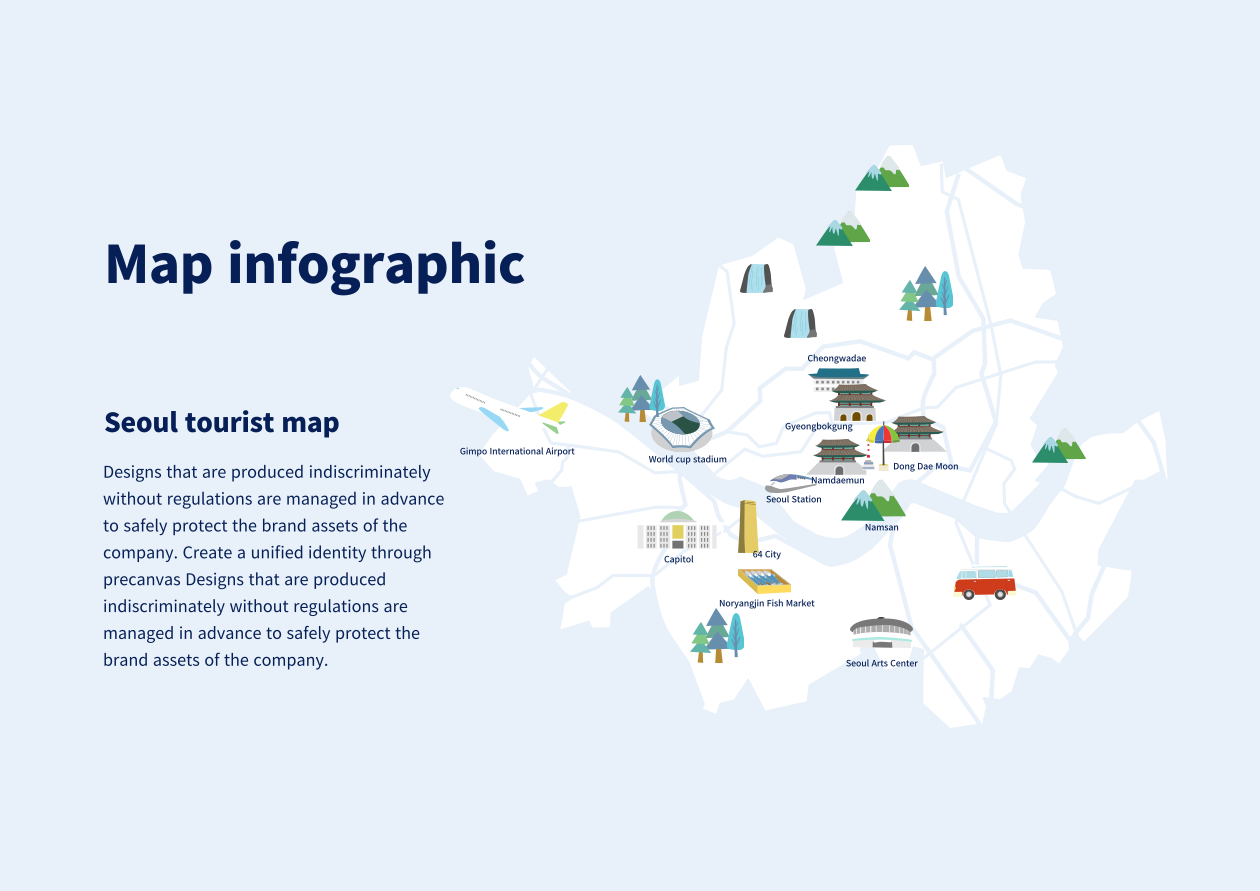 Map infographic
Seoul tourist map
Designs that are produced indiscriminately
without regulations are managed in advance
to safely protect the brand assets of the
company. Create a unified identity through
precanvas Designs that are produced
indiscriminately without regulations are
managed in advance to safely protect the
brand assets of the company.
Cheongwadae
Gyeongbokgung
Gimpo International Airport
World cup stadium
Dong Dae Moon
Namdaemun
Seoul Station
Namsan
64 City
Capitol
Noryangjin Fish Market
Seoul Arts Center